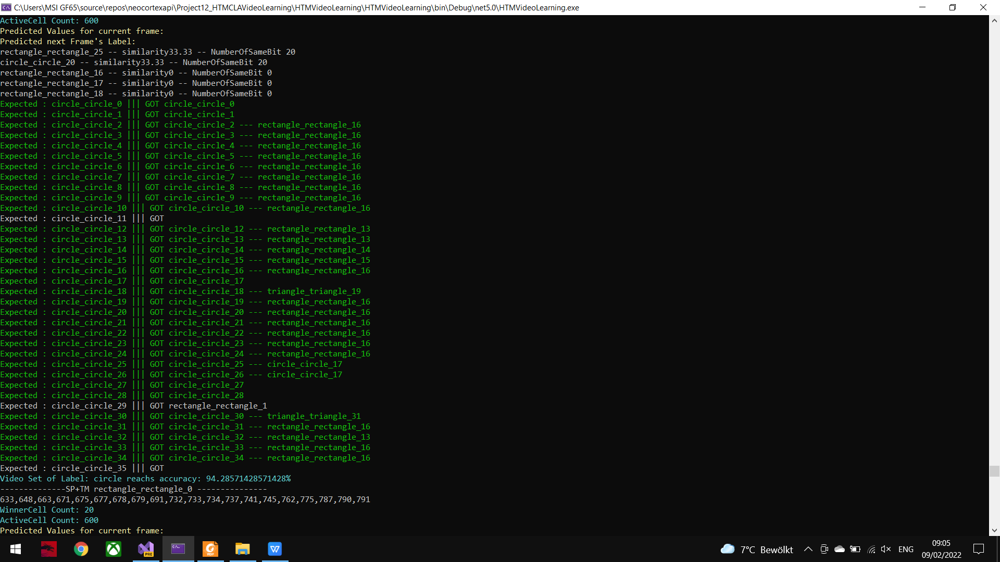 C:\Users\MSI GF65\source\repos\neocortexapi\Project12_HTMCLAVideoLearning\HTMVideoLearning\HTMVideoLearning\bin\Debug\net5.0\HTMVideoLearning.exe
ActiveCell Count: 600
Predicted Values for current frame:
Predicted next Frame's Label:
rectangle_rectangle_25 -- similarity33.33 -- NumberOfSameBit 20
circle_circle_20 -- similarity33.33 -- NumberOfSameBit 20
rectangle_rectangle_16 -- similarity0 -- NumberOfSameBit 0
rectangle_rectangle_17 -- similarity0 -- NumberOfSameBit 0
rectangle_rectangle_18 -- similarity0 -- NumberOfSameBit 0
Expected : circle_circle_0 ||| GOT circle_circle_0
Expected : circle_circle_1 ||| GOT circle_circle_1
Expected : circle_circle_2 ||| GOT circle_circle_2 --- rectangle_rectangle_16
Expected : circle_circle_3 ||| GOT circle_circle_3 --- rectangle_rectangle_16
Expected : circle_circle_4 ||| GOT circle_circle_4 --- rectangle_rectangle_16
Expected : circle_circle_5 ||| GOT circle_circle_5 --- rectangle_rectangle_16
Expected : circle_circle_6 ||| GOT circle_circle_6 --- rectangle_rectangle_16
Expected : circle_circle_7 ||| GOT circle_circle_7 --- rectangle_rectangle_16
Expected : circle_circle_8 ||| GOT circle_circle_8 --- rectangle_rectangle_16
Expected : circle_circle_9 ||| GOT circle_circle_9 --- rectangle_rectangle_16
Expected : circle_circle_10 ||| GOT circle_circle_10 --- rectangle_rectangle_16
Expected : circle_circle_11 ||| GOT
Expected : circle_circle_12 ||| GOT circle_circle_12 --- rectangle_rectangle_13
Expected : circle_circle_13 ||| GOT circle_circle_13 --- rectangle_rectangle_13
Expected : circle_circle_14 ||| GOT circle_circle_14 --- rectangle_rectangle_14
Expected : circle_circle_15 ||| GOT circle_circle_15 --- rectangle_rectangle_15
Expected : circle_circle_16 ||| GOT circle_circle_16 --- rectangle_rectangle_16
Expected : circle_circle_17 ||| GOT circle_circle_17
Expected : circle_circle_18 ||| GOT circle_circle_18 --- triangle_triangle_19
Expected : circle_circle_19 ||| GOT circle_circle_19 --- rectangle_rectangle_16
Expected : circle_circle_20 ||| GOT circle_circle_20 --- rectangle_rectangle_16
Expected : circle_circle_21 ||| GOT circle_circle_21 --- rectangle_rectangle_16
Expected : circle_circle_22 ||| GOT circle_circle_22 --- rectangle_rectangle_16
Expected : circle_circle_23 ||| GOT circle_circle_23 --- rectangle_rectangle_16
Expected : circle_circle_24 ||| GOT circle_circle_24 --- rectangle_rectangle_16
Expected : circle_circle_25 ||| GOT circle_circle_25 --- circle_circle_17
Expected : circle_circle_26 ||| GOT circle_circle_26 --- circle_circle_17
Expected : circle_circle_27 ||| GOT circle_circle_27
Expected : circle_circle_28 ||| GOT circle_circle_28
Expected : circle_circle_29 ||| GOT rectangle_rectangle_1
Expected : circle_circle_30 ||| GOT circle_circle_30 --- triangle_triangle_31
Expected : circle_circle_31 ||| GOT circle_circle_31 --- rectangle_rectangle_16
Expected : circle_circle_32 ||| GOT circle_circle_32 --- rectangle_rectangle_13
Expected : circle_circle_33 ||| GOT circle_circle_33 --- rectangle_rectangle_16
Expected : circle_circle_34 ||| GOT circle_circle_34 --- rectangle_rectangle_16
Expected : circle_circle_35 ||| GOT
Video Set of Label: circle reachs accuracy: 94.28571428571428%
--------------SP+TM rectangle_rectangle_0 ---------------
633,648,663,671,675,677,678,679,691,732,733,734,737,741,745,762,775,787,790,791
WinnerCell Count: 20
ActiveCell Count: 600
Predicted Values for current frame:
PRE
PDF
W
7°C Bewölkt
ENG
09:05
09/02/2022